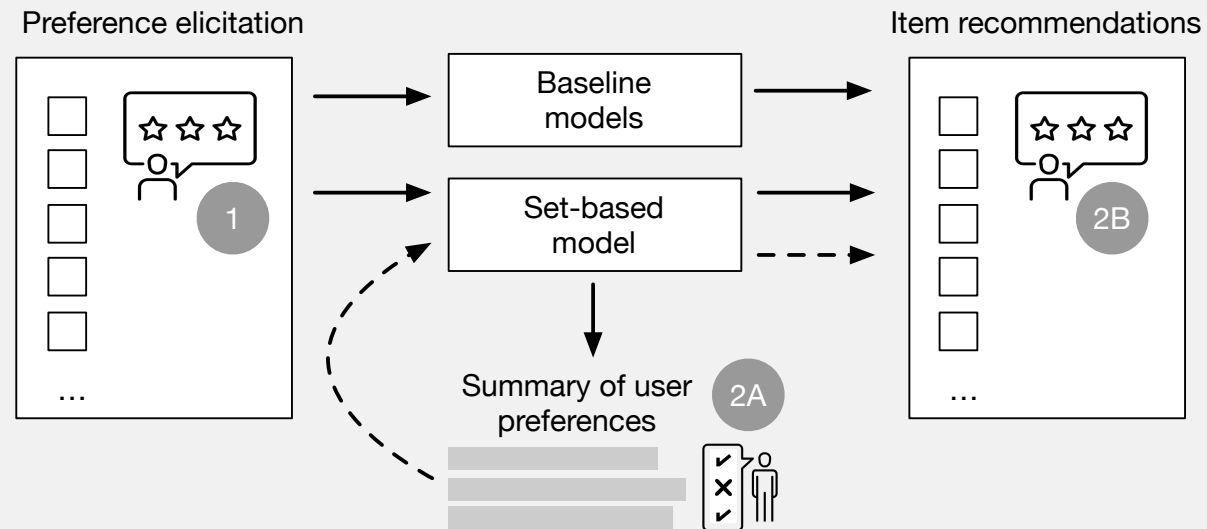 Preference elicitation
Item recommendations
Baseline
models
1
Set-based
model
2B
...
...
Summary of user
preferences
2A